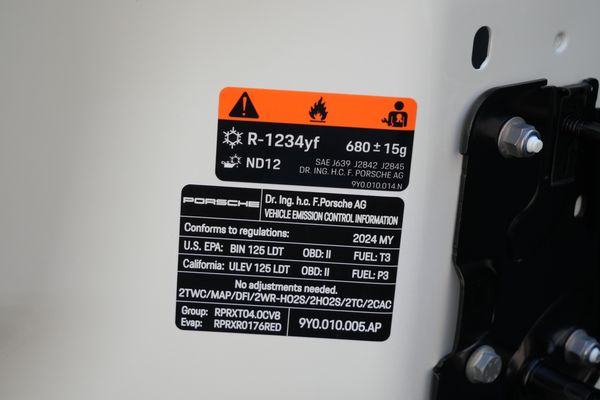 R-1234yf 680 ± 15g
ND12 SAE J639 J2842 J2845
DR. ING. H.C. F. PORSCHE AG
9Y0.010.014.N
PORSCHE Dr. Ing. h.c. F.Porsche AG
VEHICLE EMISSION CONTROL INFORMATION
Conforms to regulations: 2024 MY
U.S. EPA: BIN 125 LDT OBD: II FUEL: T3
California: ULEV 125 LDT OBD: II FUEL: P3
No adjustments needed.
2TWC/MAP/DFI/2WR-HO2S/2HO2S/2TC/2CAC
Group: RPRXT04.0CV8
Evap: RPRXR0176RED 9Y0.010.005.AP